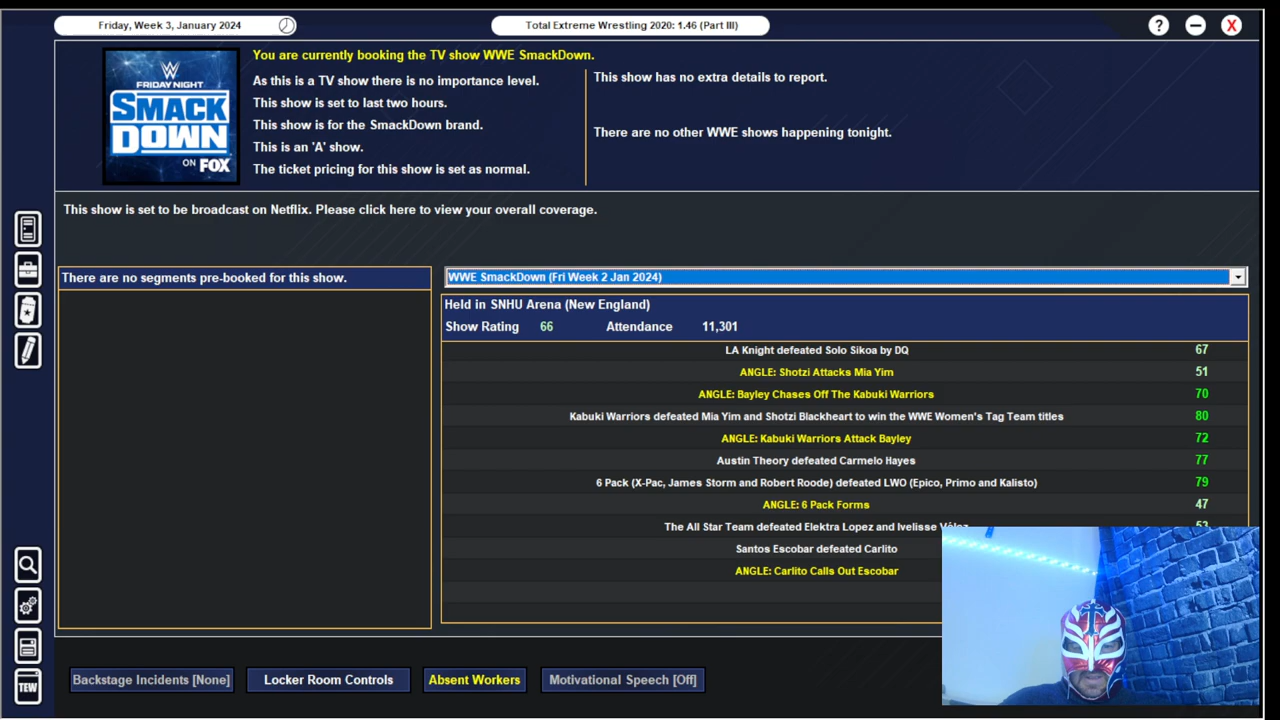 Friday, Week 3, January 2024
Total Extreme Wrestling 2020: 1.46 (Part III)
?
X
W
FRIDAY NIGHT
SMACK
DOWN
ON FOX
You are currently booking the TV show WWE SmackDown.
As this is a TV show there is no importance level.
This show is set to last two hours.
This show is for the SmackDown brand.
This is an 'A' show.
The ticket pricing for this show is set as normal.
This show has no extra details to report.
There are no other WWE shows happening tonight.
This show is set to be broadcast on Netflix. Please click here to view your overall coverage.
There are no segments pre-booked for this show.
WWE SmackDown (Fri Week 2 Jan 2024)
Held in SNHU Arena (New England)
Show Rating 66 Attendance 11,301
LA Knight defeated Solo Sikoa by DQ 67
ANGLE: Shotzi Attacks Mia Yim 51
ANGLE: Bayley Chases Off The Kabuki Warriors 70
Kabuki Warriors defeated Mia Yim and Shotzi Blackheart to win the WWE Women's Tag Team titles 80
ANGLE: Kabuki Warriors Attack Bayley 72
Austin Theory defeated Carmelo Hayes 77
6 Pack (X-Pac, James Storm and Robert Roode) defeated LWO (Epico, Primo and Kalisto) 79
ANGLE: 6 Pack Forms 47
The All Star Team defeated Elektra Lopez and Ivelisse
Santos Escobar defeated Carlito
ANGLE: Carlito Calls Out Escobar
TEW
Backstage Incidents [None]
Locker Room Controls
Absent Workers
Motivational Speech [Off]